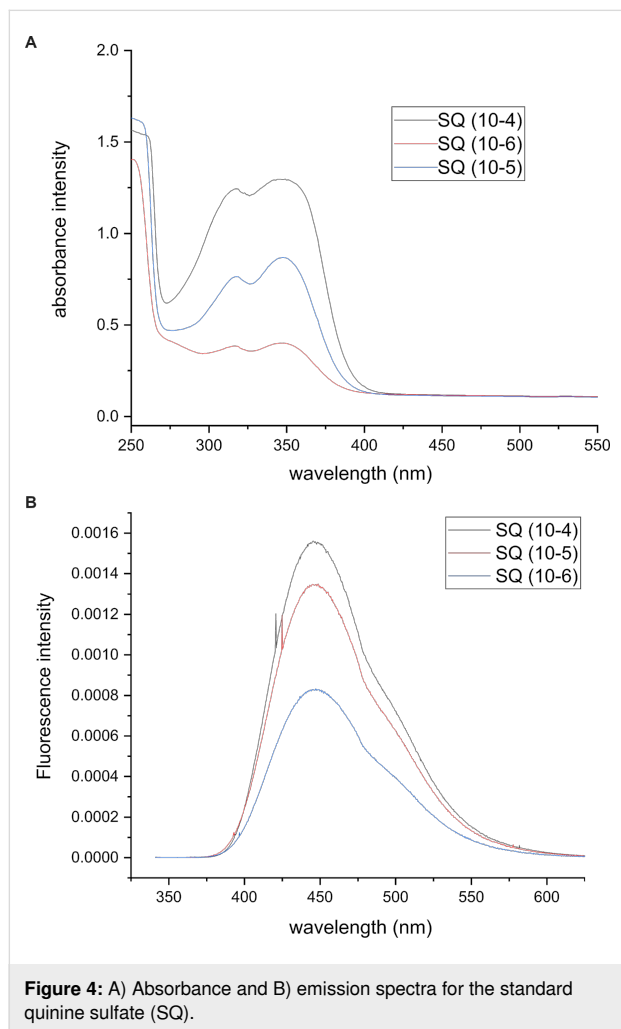 A
2.0
1.5
1.0
0.5
0.0
absorbance intensity
SQ (10-4)
SQ (10-6)
SQ (10-5)
250 300 350 400 450 500 550
wavelength (nm)
B
0.0016
0.0014
0.0012
0.0010
0.0008
0.0006
0.0004
0.0002
0.0000
Fluorescence intensity
SQ (10-4)
SQ (10-5)
SQ (10-6)
350 400 450 500 550 600
wavelength (nm)
Figure 4: A) Absorbance and B) emission spectra for the standard
quinine sulfate (SQ).